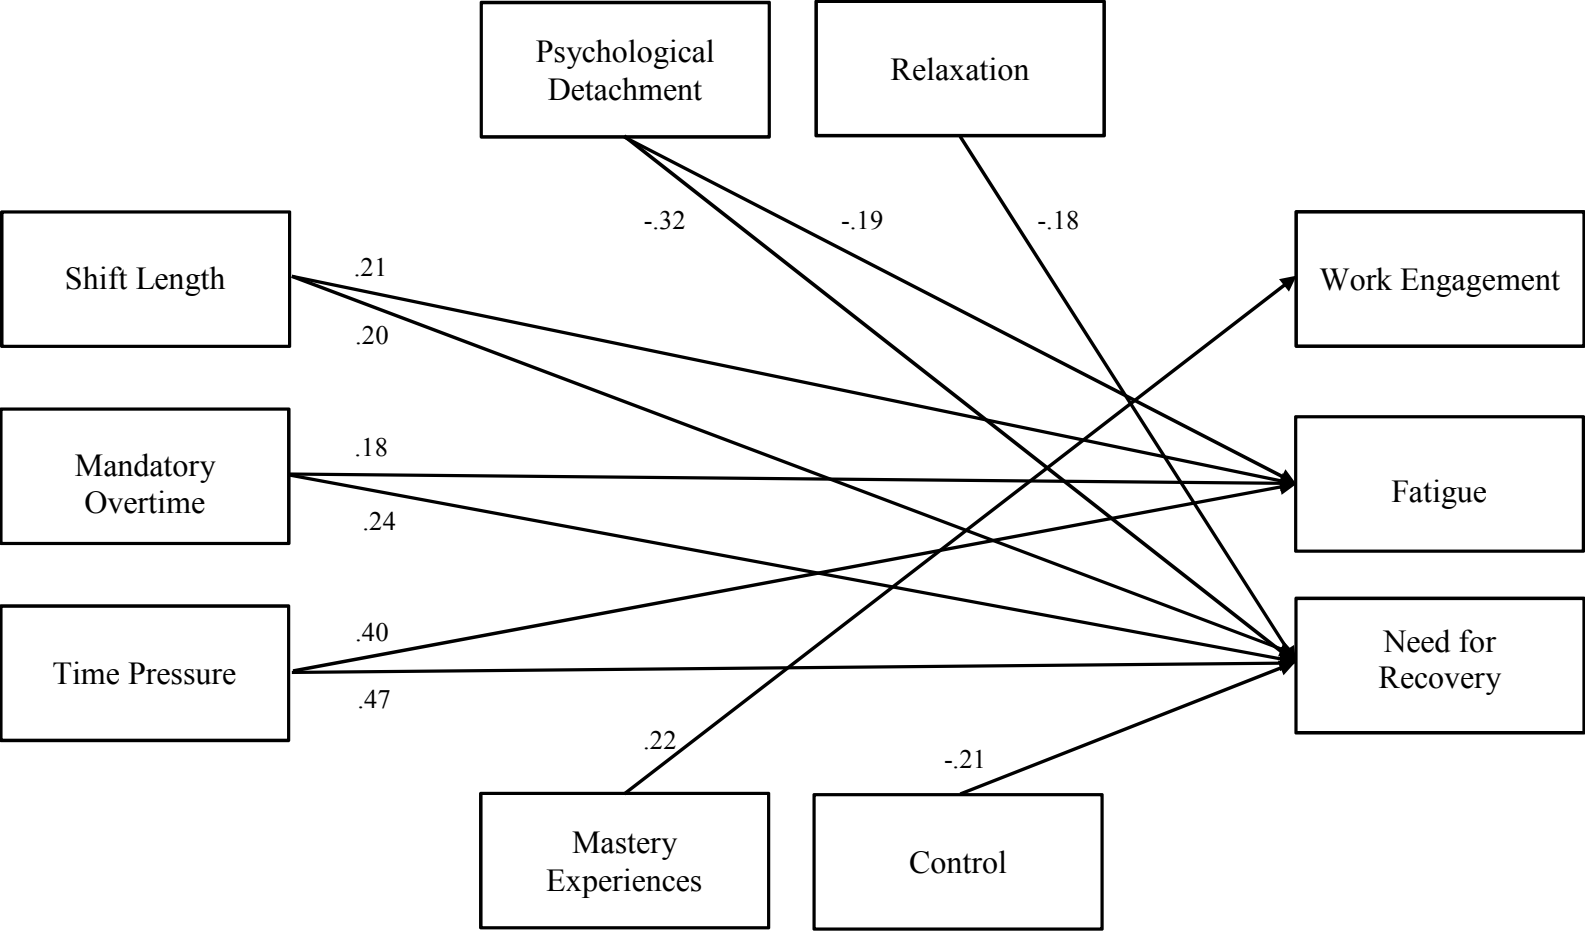 Psychological
Detachment
Relaxation
-.32
-.19
-.18
Shift Length
.21
.20
Work Engagement
Mandatory
Overtime
.18
.24
Fatigue
Time Pressure
.40
.47
Need for
Recovery
.22
-.21
Mastery
Experiences
Control